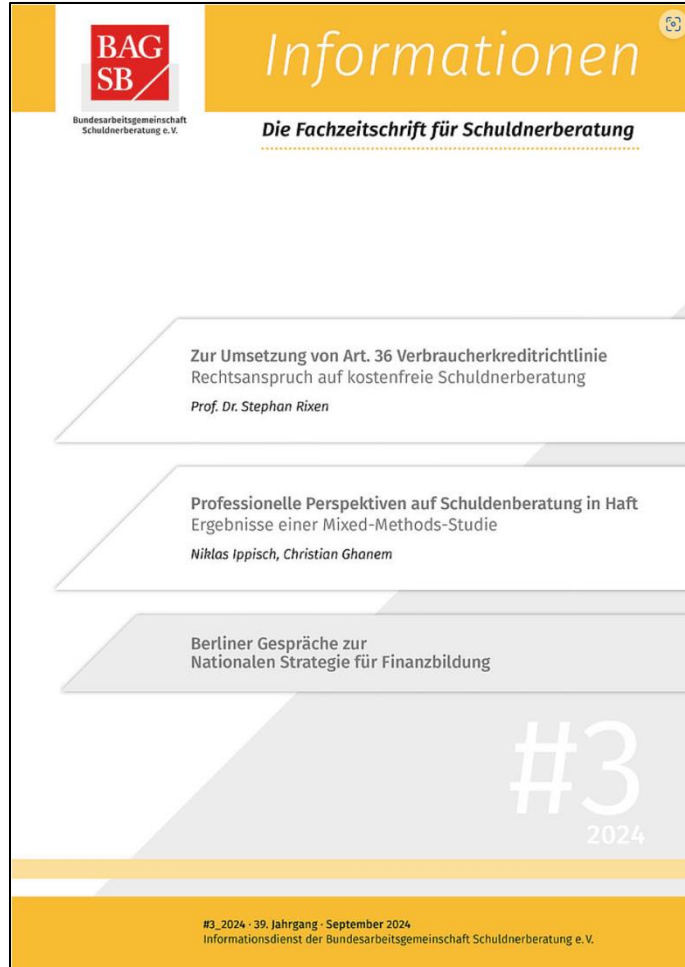 BAG
SB
Bundesarbeitsgemeinschaft
Schuldnerberatung e. V.
Informationen
Die Fachzeitschrift für Schuldnerberatung
Zur Umsetzung von Art. 36 Verbraucherkreditrichtlinie
Rechtsanspruch auf kostenfreie Schuldnerberatung
Prof. Dr. Stephan Rixen
Professionelle Perspektiven auf Schuldenberatung in Haft
Ergebnisse einer Mixed-Methods-Studie
Niklas Ippisch, Christian Ghanem
Berliner Gespräche zur
Nationalen Strategie für Finanzbildung
#3
2024
#3_2024 · 39. Jahrgang · September 2024
Informationsdienst der Bundesarbeitsgemeinschaft Schuldnerberatung e. V.